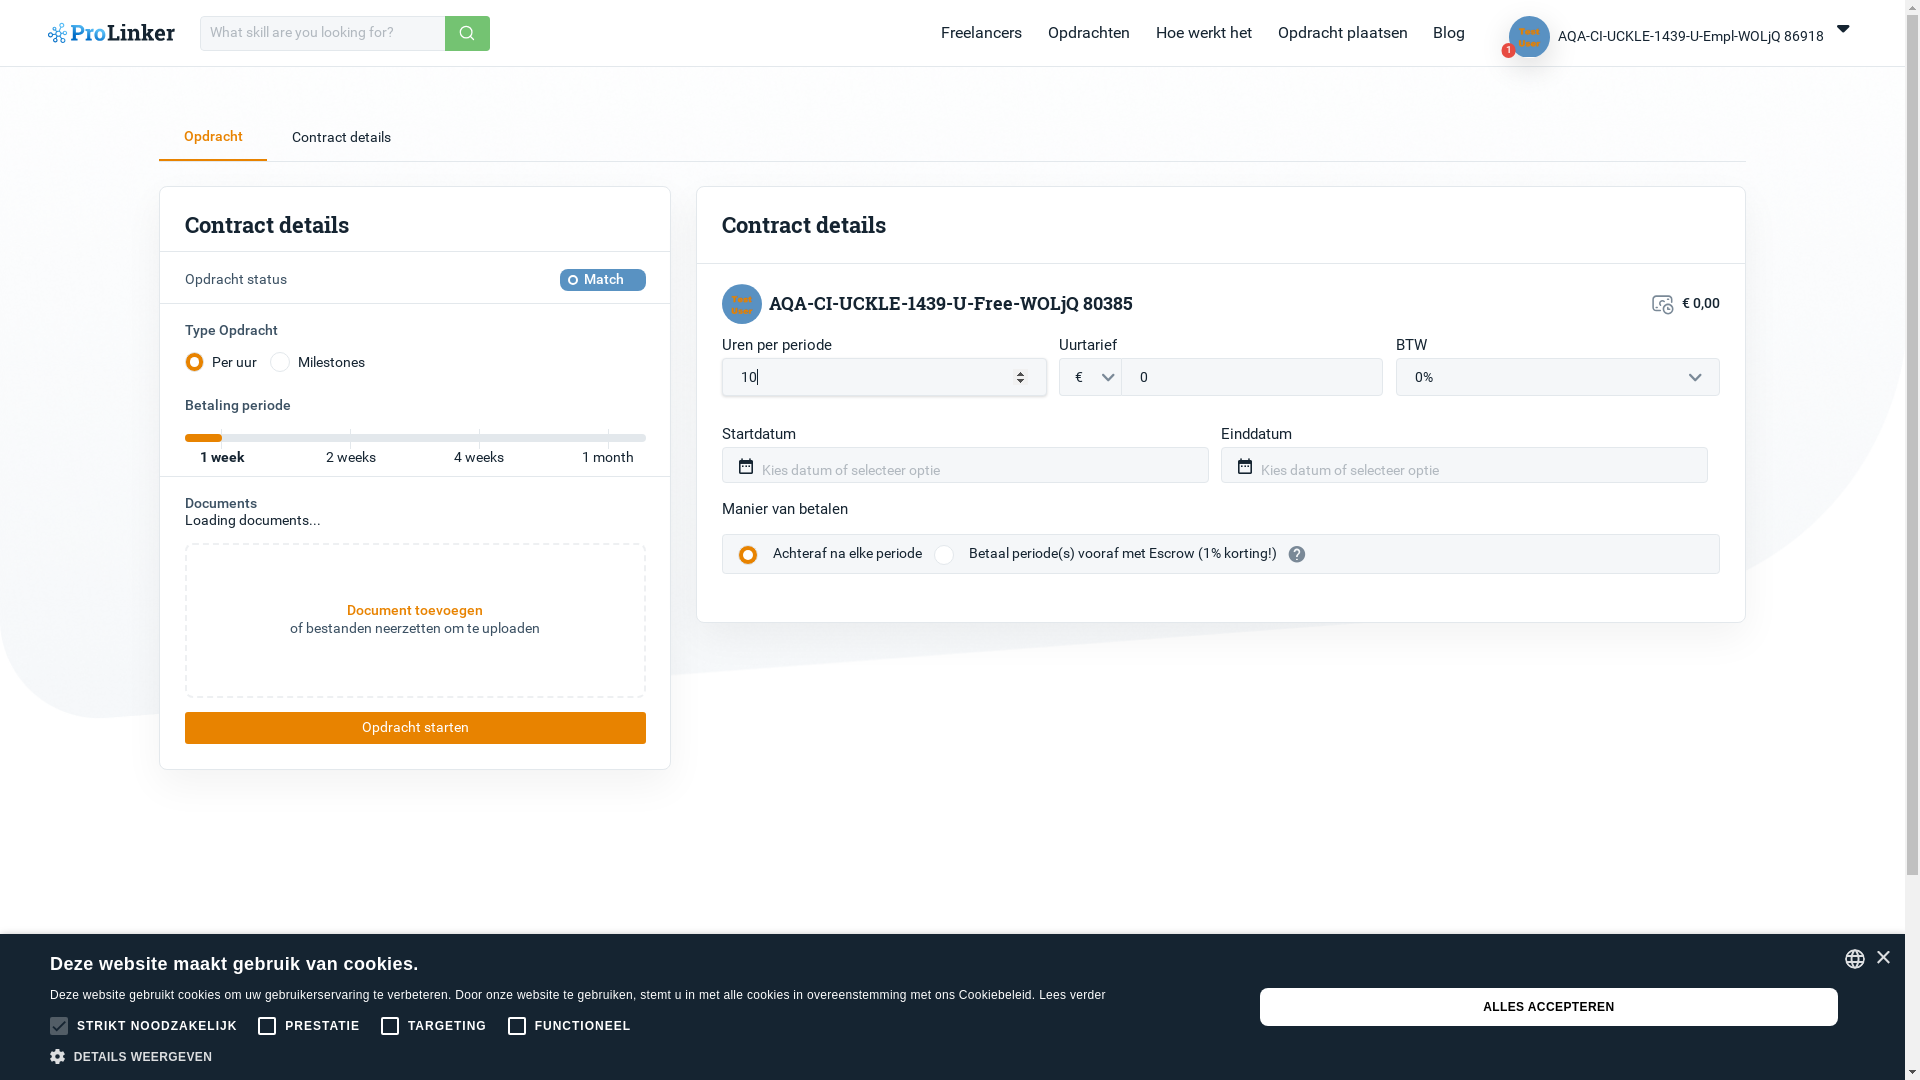 ProLinker
What skill are you looking for?
Freelancers
Opdrachten
Hoe werkt het
Opdracht plaatsen
Blog
Test
User
1
AQA-CI-UCKLE-1439-U-Empl-WOLjQ 86918
Opdracht
Contract details
Contract details
Opdracht status
Match
Type Opdracht
Per uur
Milestones
Betaling periode
1 week
2 weeks
4 weeks
1 month
Documents
Loading documents...
Document toevoegen
of bestanden neerzetten om te uploaden
Opdracht starten
Contract details
Test
User
AQA-CI-UCKLE-1439-U-Free-WOLjQ 80385
€ 0,00
Uren per periode
Uurtarief
BTW
10
€
0
0%
Startdatum
Einddatum
Kies datum of selecteer optie
Kies datum of selecteer optie
Manier van betalen
Achteraf na elke periode
Betaal periode(s) vooraf met Escrow (1% korting!)
?
Deze website maakt gebruik van cookies.
Deze website gebruikt cookies om uw gebruikerservaring te verbeteren. Door onze website te gebruiken, stemt u in met alle cookies in overeenstemming met ons Cookiebeleid. Lees verder
STRIKT NOODZAKELIJK
PRESTATIE
TARGETING
FUNCTIONEEL
DETAILS WEERGEVEN
ALLES ACCEPTEREN
×